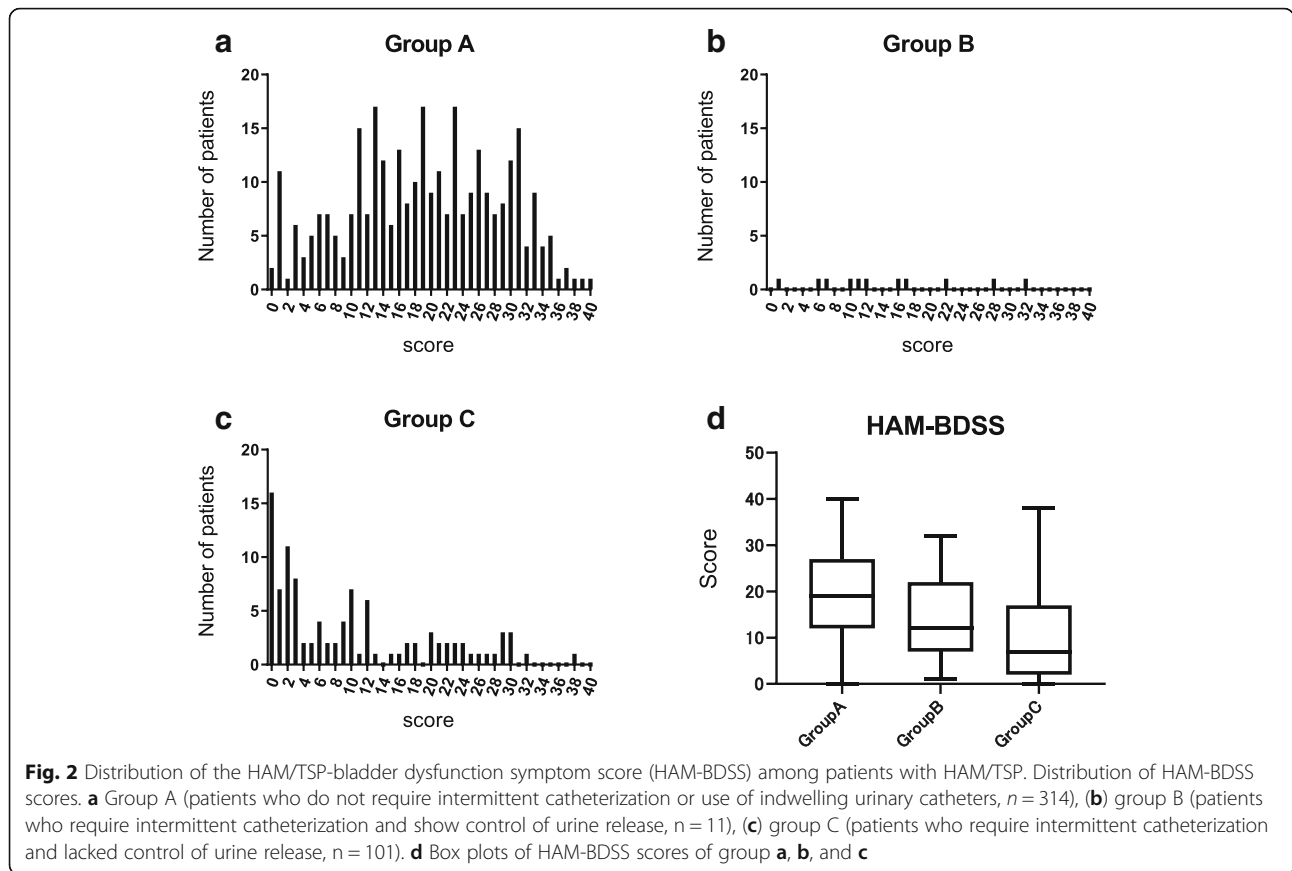 a
Group A
Number of patients
20
15
10
5
0
0 2 4 6 8 10 12 14 16 18 20 22 24 26 28 30 32 34 36 38 40
score
b
Group B
Nubmer of patients
20
15
10
5
0
0 2 4 6 8 10 12 14 16 18 20 22 24 26 28 30 32 34 36 38 40
score
c
Group C
Number of patients
20
15
10
5
0
0 2 4 6 8 10 12 14 16 18 20 22 24 26 28 30 32 34 36 38 40
score
d
HAM-BDSS
Score
50
40
30
20
10
0
GroupA GroupB GroupC
Fig. 2 Distribution of the HAM/TSP-bladder dysfunction symptom score (HAM-BDSS) among patients with HAM/TSP. Distribution of HAM-BDSS
scores. a Group A (patients who do not require intermittent catheterization or use of indwelling urinary catheters, n = 314), (b) group B (patients
who require intermittent catheterization and show control of urine release, n = 11), (c) group C (patients who require intermittent catheterization
and lacked control of urine release, n = 101). d Box plots of HAM-BDSS scores of group a, b, and c